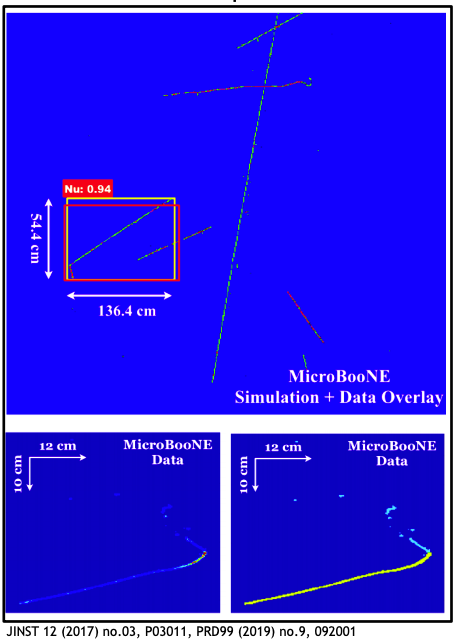 Nu: 0.94
54.4 cm
136.4 cm
MicroBooNE
Simulation + Data Overlay
12 cm
10 cm
MicroBooNE
Data
12 cm
10 cm
MicroBooNE
Data
JINST 12 (2017) no.03, P03011, PRD99 (2019) no.9, 092001